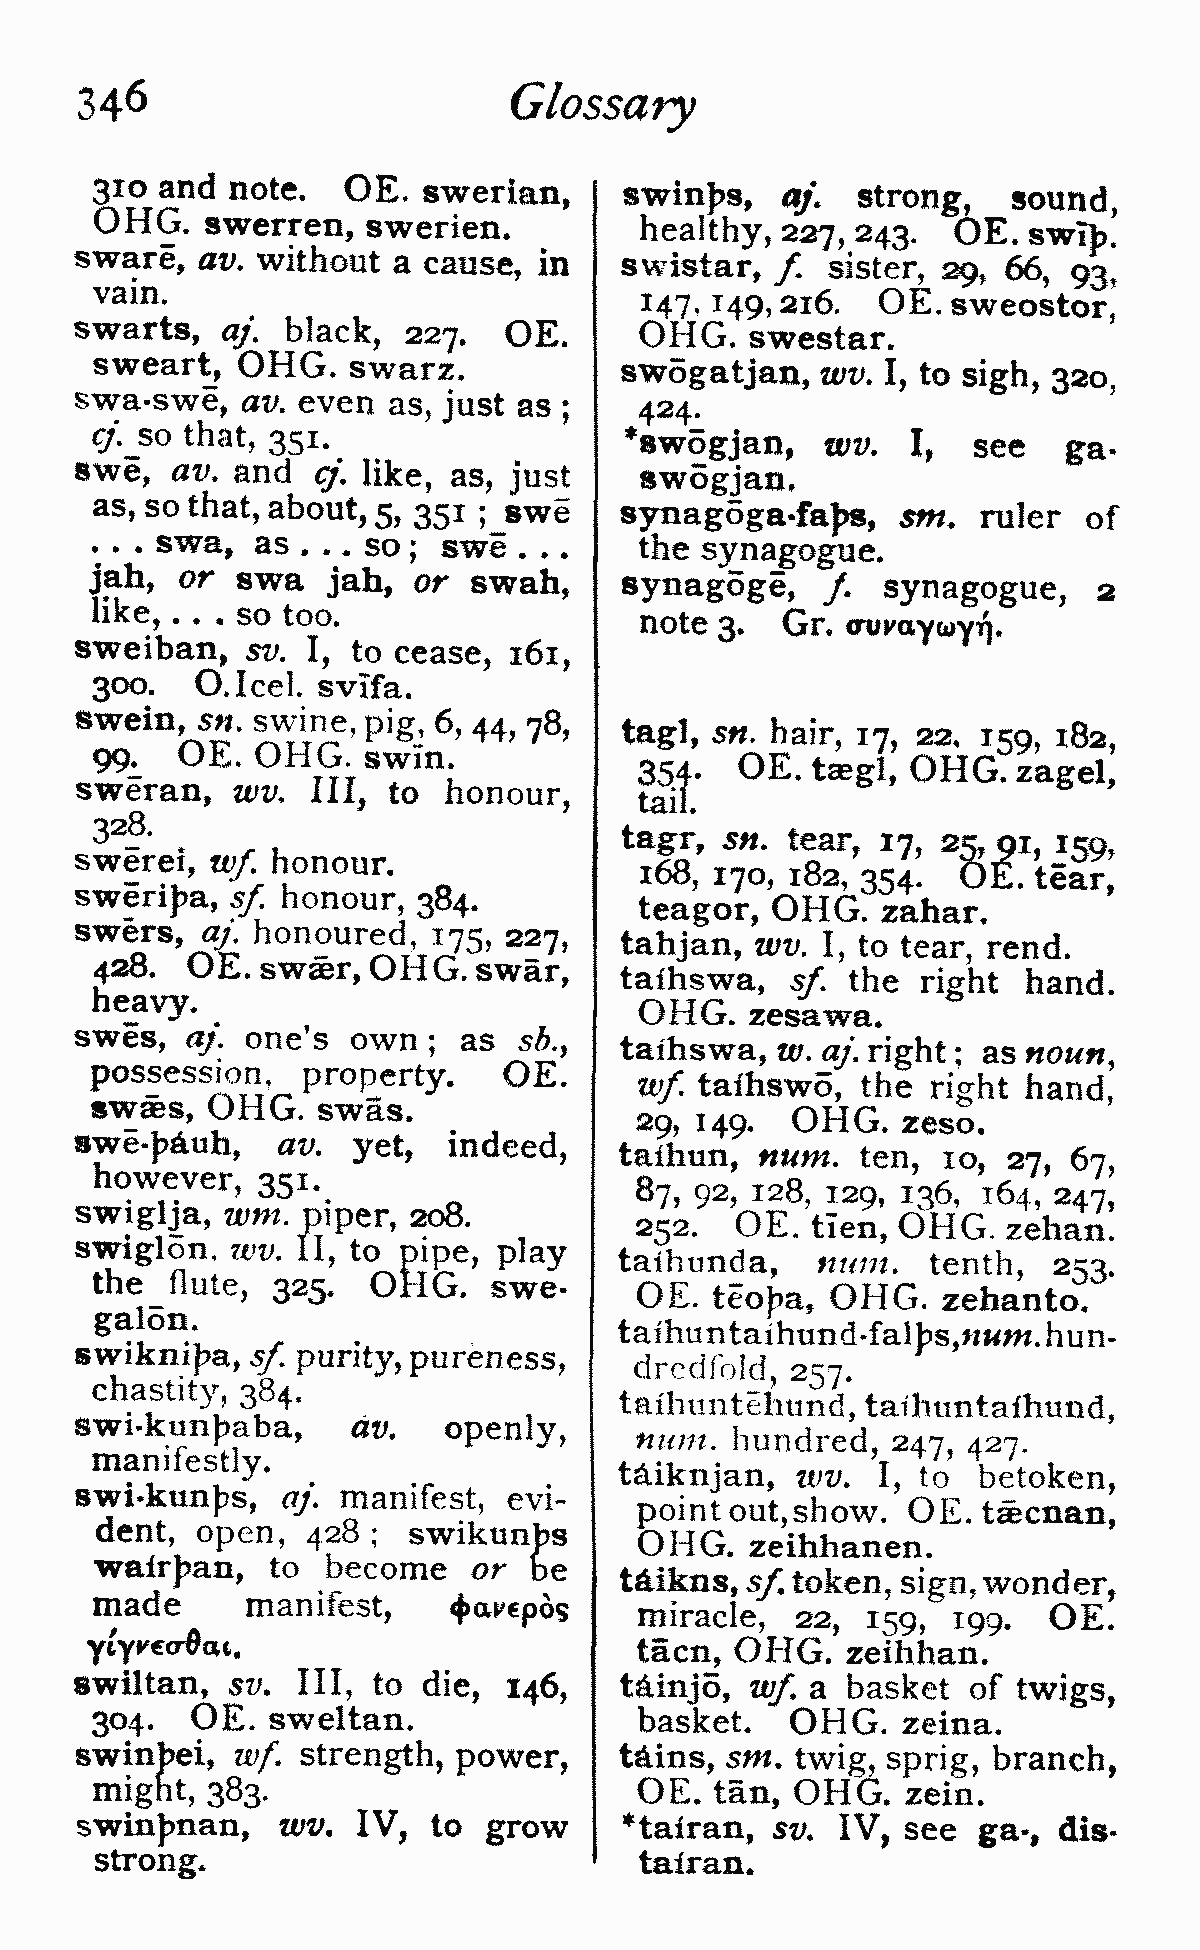 346 Glossary
310 and note. OE. swerian,
OHG. swerren, swerien.
swarē, av. without a cause, in
vain.
swarts, aj. black, 227. OE.
sweart, OHG. swarz.
swa·swē, av. even as, just as ;
cj. so that, 351.
swē, av. and cj. like, as, just
as, so that, about, 5, 351 ; swē
. . . swa, as . . . so ; swē . . .
jah, or swa jah, or swah,
like, . . . so too.
sweiban, sv. I, to cease, 161,
300. O.Icel. svīfa.
swein, sn. swine, pig, 6, 44, 78,
99. OE. OHG. swīn.
swēran, wv. III, to honour,
328.
swērei, wf. honour.
swēriþa, sf. honour, 384.
swērs, aj. honoured, 175, 227,
428. OE. swǣr, OHG. swār,
heavy.
swēs, aj. one's own ; as sb.,
possession, property. OE.
swǣs, OHG. swās.
swē·þáuh, av. yet, indeed,
however, 351.
swiglja, wm. piper, 208.
swiglōn, wv. II, to pipe, play
the flute, 325. OHG. swe-
galōn.
swikniþa, sf. purity, pureness,
chastity, 384.
swi·kunþaba, av. openly,
manifestly.
swi·kunþs, aj. manifest, evi-
dent, open, 428 ; swikunþs
waírþan, to become or be
made manifest, φανερὸς
γίγνεσθαι.
swiltan, sv. III, to die, 146,
304. OE. sweltan.
swinþei, wf. strength, power,
might, 383.
swinþnan, wv. IV, to grow
strong.
swinþs, aj. strong, sound,
healthy, 227, 243. OE. swīþ.
swistar, f. sister, 29, 66, 93,
147, 149, 216. OE. sweostor,
OHG. swestar.
swōgatjan, wv. I, to sigh, 320,
424.
*swōgjan, wv. I, see ga-
swōgjan.
synagōga·faþs, sm. ruler of
the synagogue.
synagōgē, f. synagogue, 2
note 3. Gr. συναγωγή.
tagl, sn. hair, 17, 22, 159, 182,
354. OE. tægl, OHG. zagel,
tail.
tagr, sn. tear, 17, 25, 91, 159,
168, 170, 182, 354. OE. tēar,
teagor, OHG. zahar.
tahjan, wv. I, to tear, rend.
taíhswa, sf. the right hand.
OHG. zesawa.
taíhswa, w. aj. right ; as noun,
wf. taíhswō, the right hand,
29, 149. OHG. zeso.
taíhun, num. ten, 10, 27, 67,
87, 92, 128, 129, 136, 164, 247,
252. OE. tīen, OHG. zehan.
taíhunda, num. tenth, 253.
OE. tēoþa, OHG. zehanto.
taíhuntaíhund·falþs, num. hun-
dredfold, 257.
taíhuntēhund, taíhuntaíhund,
num. hundred, 247, 427.
táiknjan, wv. I, to betoken,
point out, show. OE. tǣcnan,
OHG. zeihhanen.
táikns, sf. token, sign, wonder,
miracle, 22, 159, 199. OE.
tācn, OHG. zeihhan.
táinjō, wf. a basket of twigs,
basket. OHG. zeina.
táins, sm. twig, sprig, branch,
OE. tān, OHG. zein.
*taíran, sv. IV, see ga-, dis-
taíran.